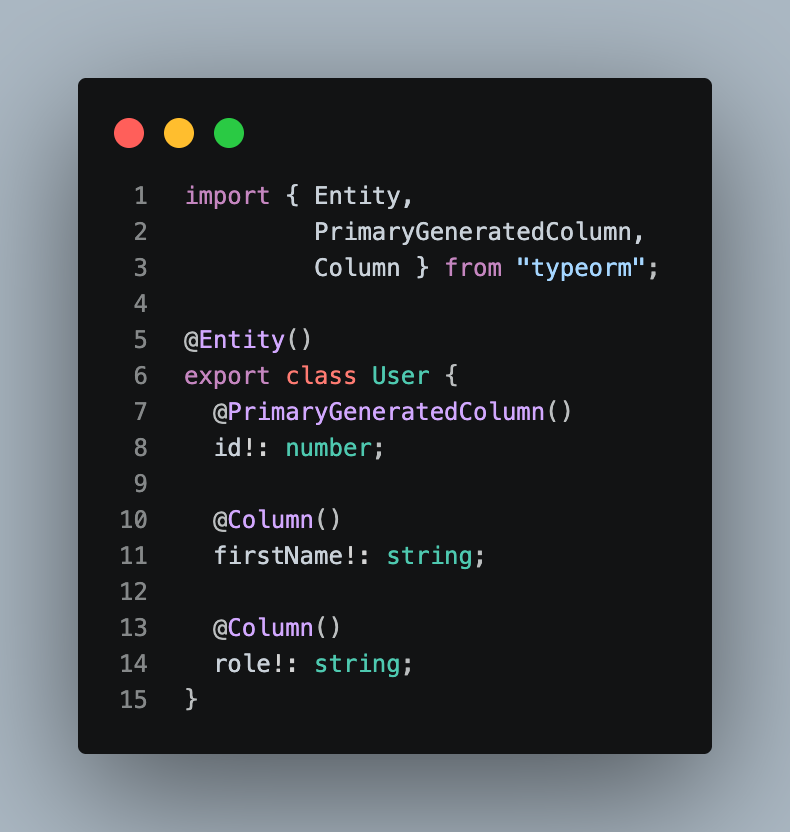 1 import { Entity,
2 PrimaryGeneratedColumn,
3 Column } from "typeorm";
4
5 @Entity()
6 export class User {
7 @PrimaryGeneratedColumn()
8 id!: number;
9
10 @Column()
11 firstName!: string;
12
13 @Column()
14 role!: string;
15 }